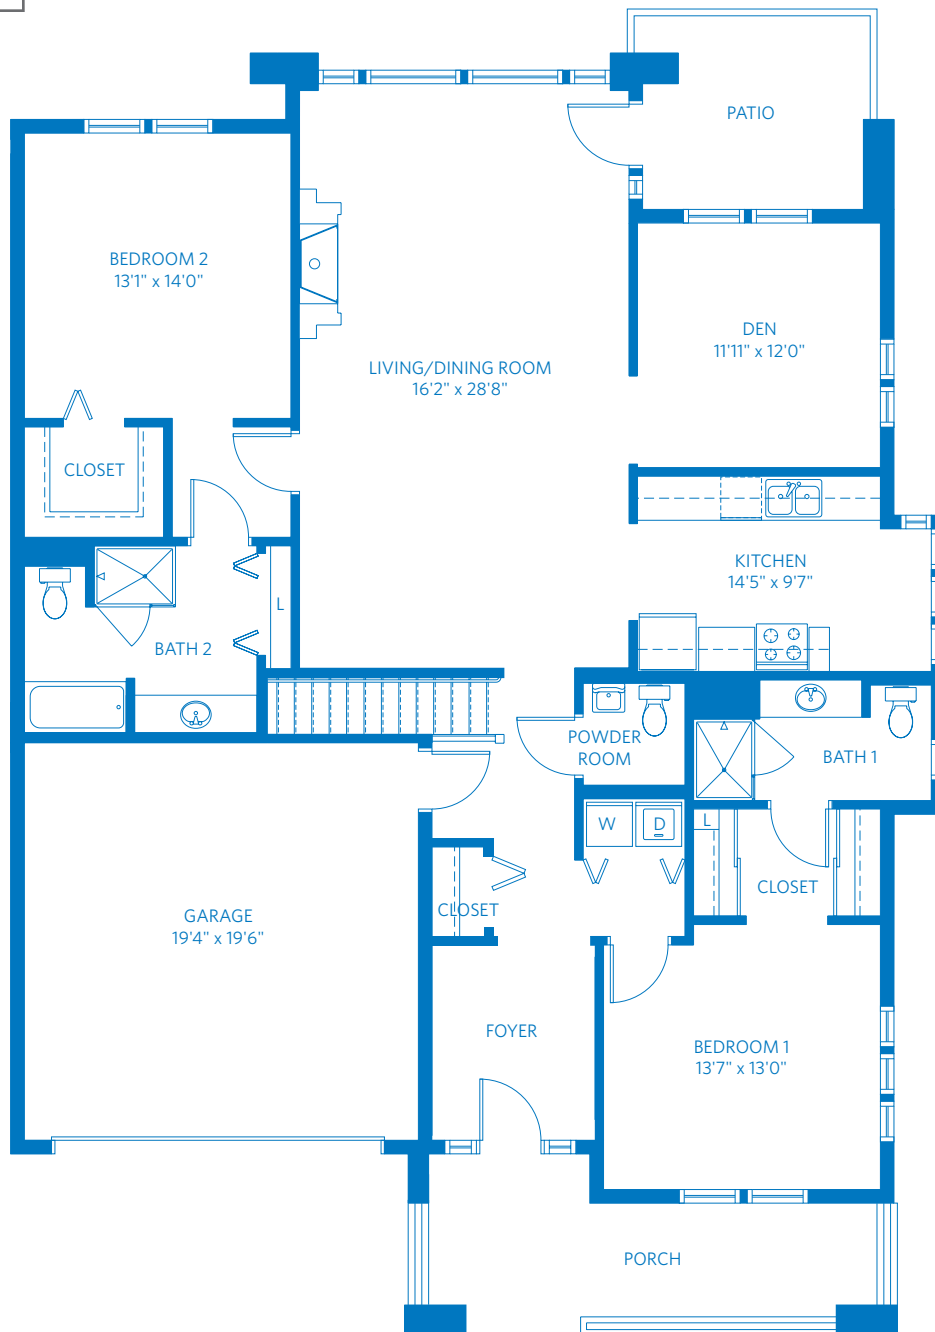 PATIO
BEDROOM 2
13'1" x 14'0"
DEN
11'11" x 12'0"
LIVING/DINING ROOM
16'2" x 28'8"
CLOSET
KITCHEN
14'5" x 9'7"
L
BATH 2
POWDER
ROOM
BATH 1
W
D
L
CLOSET
CLOSET
GARAGE
19'4" x 19'6"
FOYER
BEDROOM 1
13'7" x 13'0"
PORCH